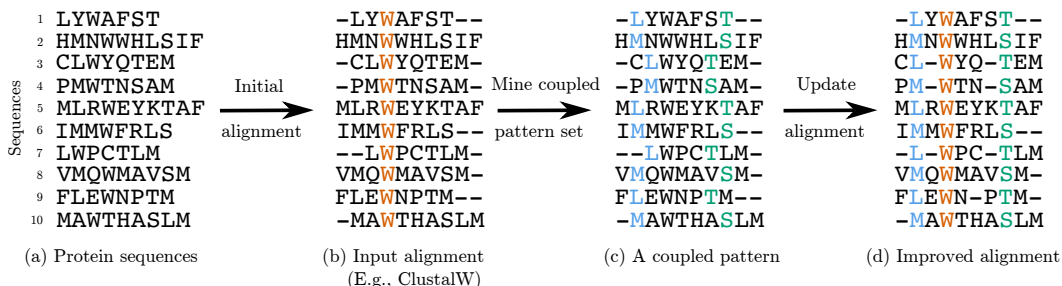 Sequences
1 LYWAFST
2 HMNWWHLSIF
3 CLWYQTEM
4 PMWTNSAM
5 MLRWEYKTAF
6 IMMWFRLS
7 LWPCTLM
8 VMQWMAVSM
9 FLEWNPTM
10 MAWTHASLM
(a) Protein sequences
Initial
alignment
-LYWAFST--
HMNWWHLSIF
-CLWYQTEM-
-PMWTNSAM-
MLRWEYKTAF
IMMWFRLS--
--LWPCTLM-
VMQWMAVSM-
FLEWNPTM--
-MAWTHASLM
(b) Input alignment
(E.g., ClustalW)
Mine coupled
pattern set
-LYWAFST--
HMNWWHLSIF
-CLWYQTEM-
-PMWTNSAM-
MLRWEYKTAF
IMMWFRLS--
--LWPCTLM-
VMQWMAVSM-
FLEWNPTM--
-MAWTHASLM
(c) A coupled pattern
Update
alignment
-LYWAFST--
HMNWWHLSIF
CL-WYQ-TEM
PM-WTN-SAM
MLRWEYKTAF
IMMWFRLS--
-L-WPC-TLM
VMQWMAVSM-
FLEWN-PTM-
-MAWTHASLM
(d) Improved alignment